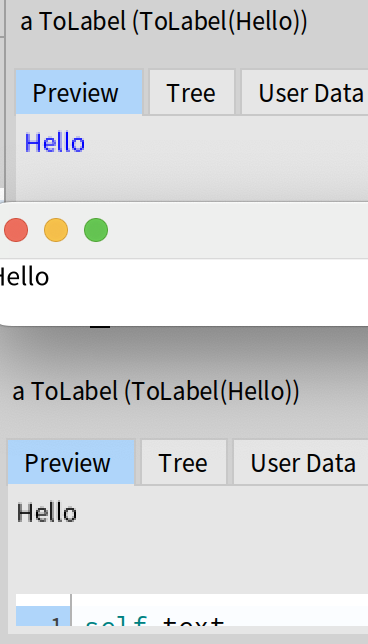 a ToLabel (ToLabel(Hello))
Preview Tree User Data
Hello
Hello
a ToLabel (ToLabel(Hello))
Preview Tree User Data
Hello
1 self text